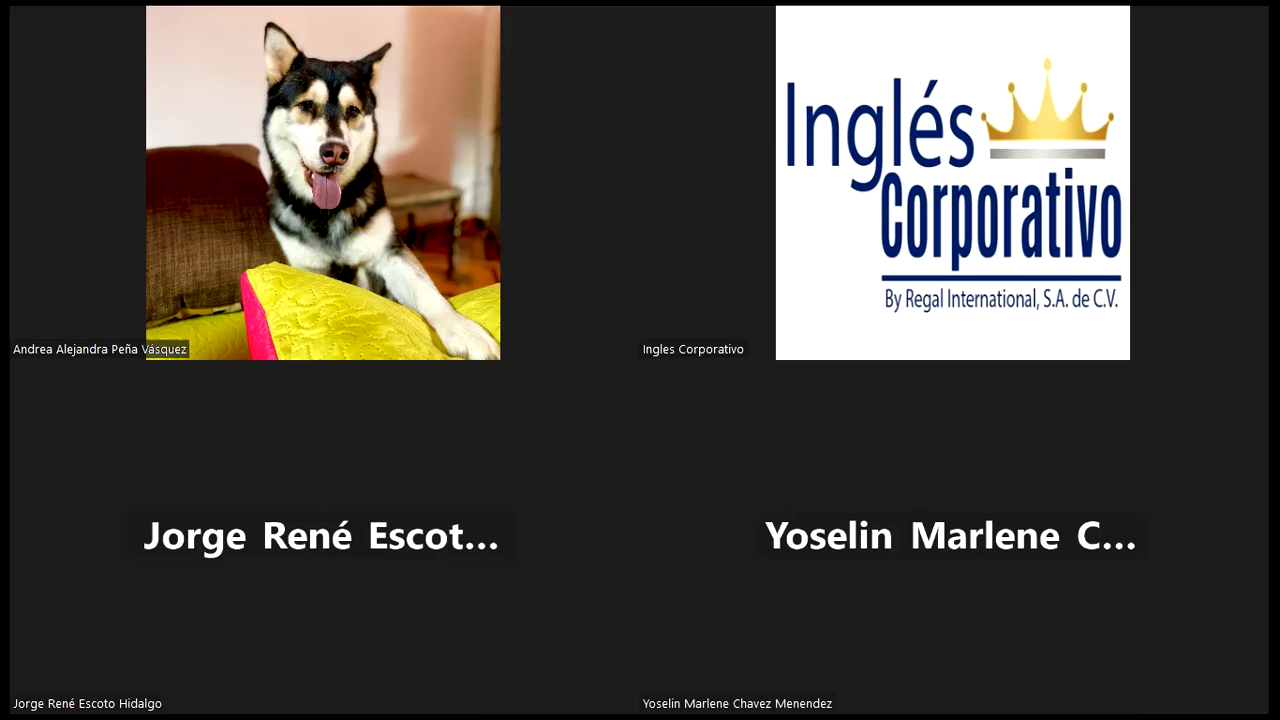 Inglés
Corporativo
By Regal International, S.A. de C.V.
Andrea Alejandra Peña Vásquez
Ingles Corporativo
Jorge René Escot...
Yoselin Marlene C...
Jorge René Escoto Hidalgo
Yoselin Marlene Chavez Menendez